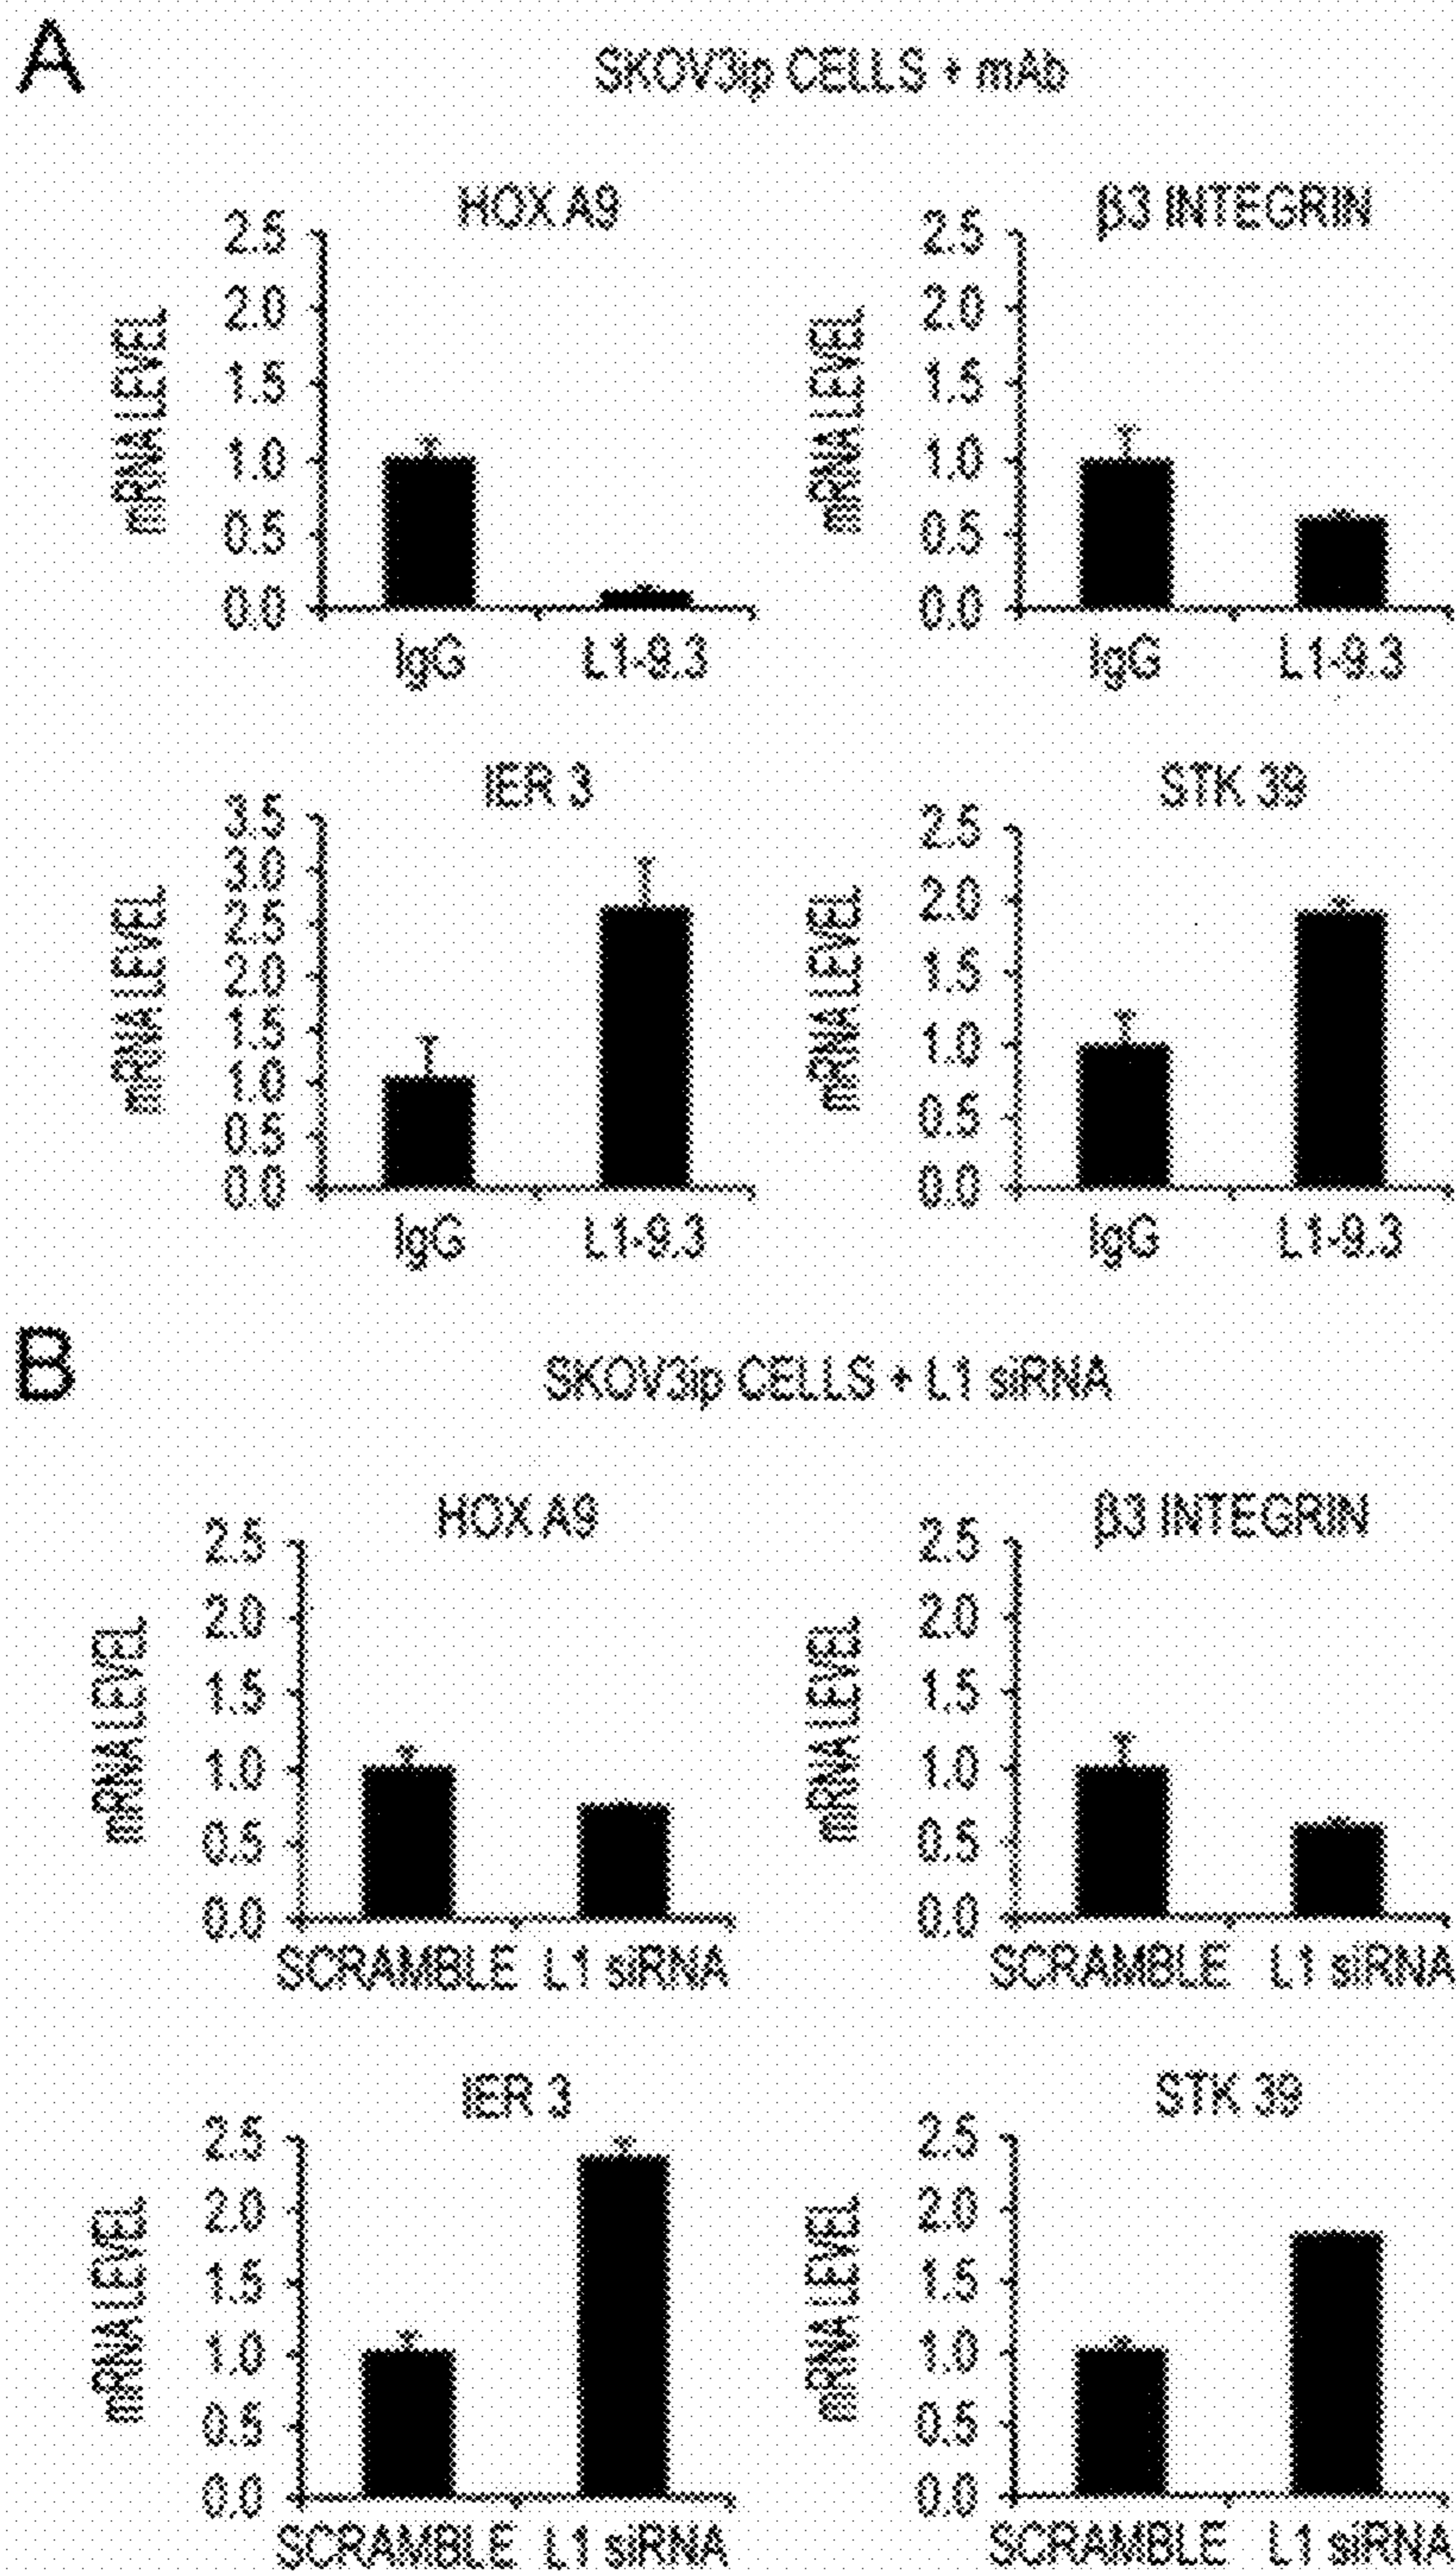 A
SKOV3ip CELLS + mAb
HOX A9
mRNA LEVEL
2.5
2.0
1.5
1.0
0.5
0.0
IgG L1-9.3
β3 INTEGRIN
mRNA LEVEL
2.5
2.0
1.5
1.0
0.5
0.0
IgG L1-9.3
IER 3
mRNA LEVEL
3.5
3.0
2.5
2.0
1.5
1.0
0.5
0.0
IgG L1-9.3
STK 39
mRNA LEVEL
2.5
2.0
1.5
1.0
0.5
0.0
IgG L1-9.3
B
SKOV3ip CELLS + L1 siRNA
HOX A9
mRNA LEVEL
2.5
2.0
1.5
1.0
0.5
0.0
SCRAMBLE L1 siRNA
β3 INTEGRIN
mRNA LEVEL
2.5
2.0
1.5
1.0
0.5
0.0
SCRAMBLE L1 siRNA
IER 3
mRNA LEVEL
2.5
2.0
1.5
1.0
0.5
0.0
SCRAMBLE L1 siRNA
STK 39
mRNA LEVEL
2.5
2.0
1.5
1.0
0.5
0.0
SCRAMBLE L1 siRNA